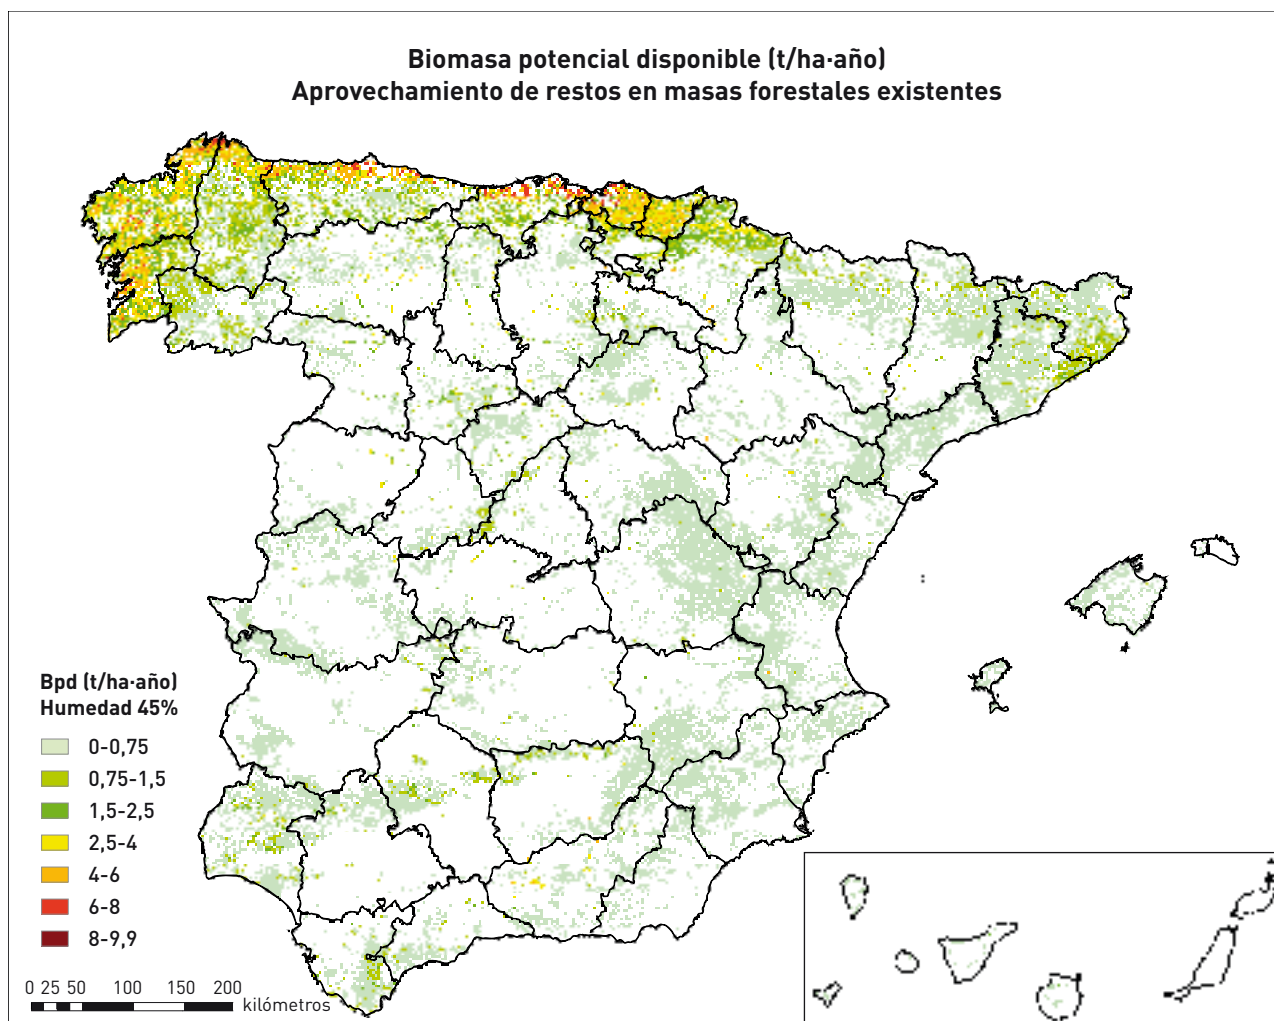 Biomasa potencial disponible (t/ha·año)
Aprovechamiento de restos en masas forestales existentes
Bpd (t/ha·año)
Humedad 45%
0-0,75
0,75-1,5
1,5-2,5
2,5-4
4-6
6-8
8-9,9
0 25 50 100 150 200
kilómetros